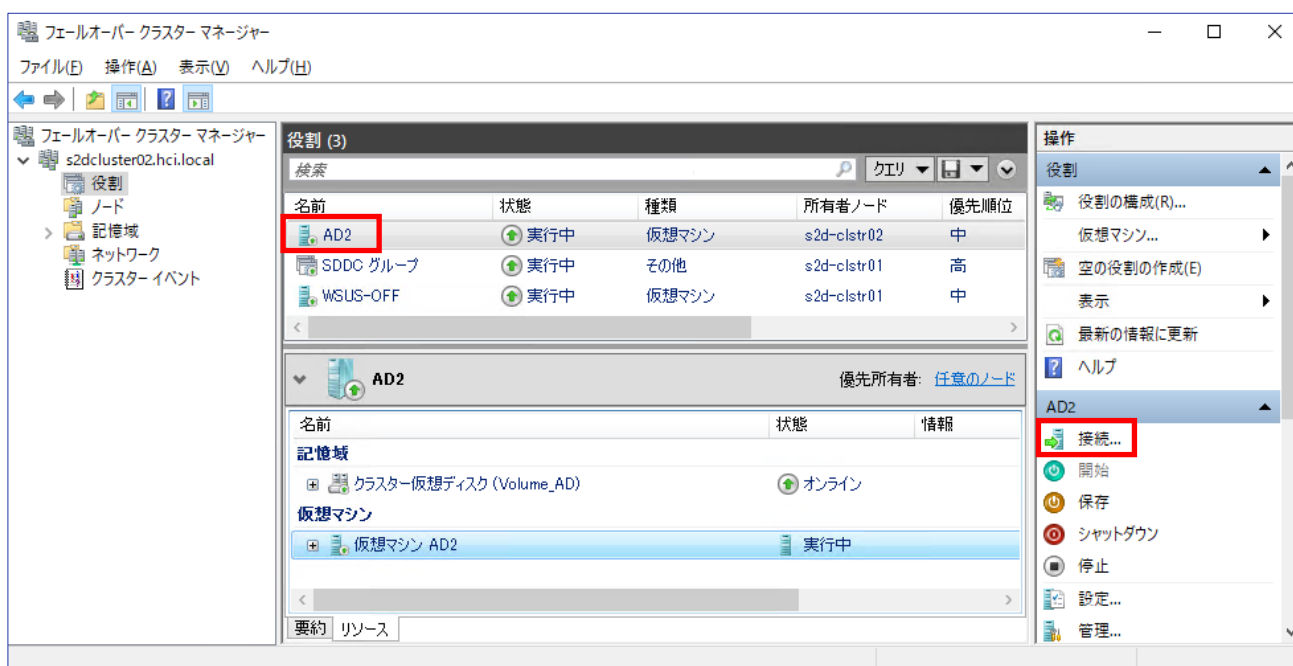 フェールオーバー クラスター マネージャー
ファイル(F) 操作(A) 表示(V) ヘルプ(H)
フェールオーバー クラスター マネージャー
s2dcluster02.hci.local
役割
ノード
記憶域
ネットワーク
クラスター イベント
役割 (3)
検索 クエリ
名前 状態 種類 所有者ノード 優先順位
AD2 実行中 仮想マシン s2d-clstr02 中
SDDC グループ 実行中 その他 s2d-clstr01 高
WSUS-OFF 実行中 仮想マシン s2d-clstr01 中
AD2 優先所有者: 任意のノード
名前 状態 情報
記憶域
クラスター仮想ディスク (Volume_AD) オンライン
仮想マシン
仮想マシン AD2 実行中
要約 リソース
操作
役割
役割の構成(R)...
仮想マシン...
空の役割の作成(E)
表示
最新の情報に更新
ヘルプ
AD2
接続...
開始
保存
シャットダウン
停止
設定...
管理...